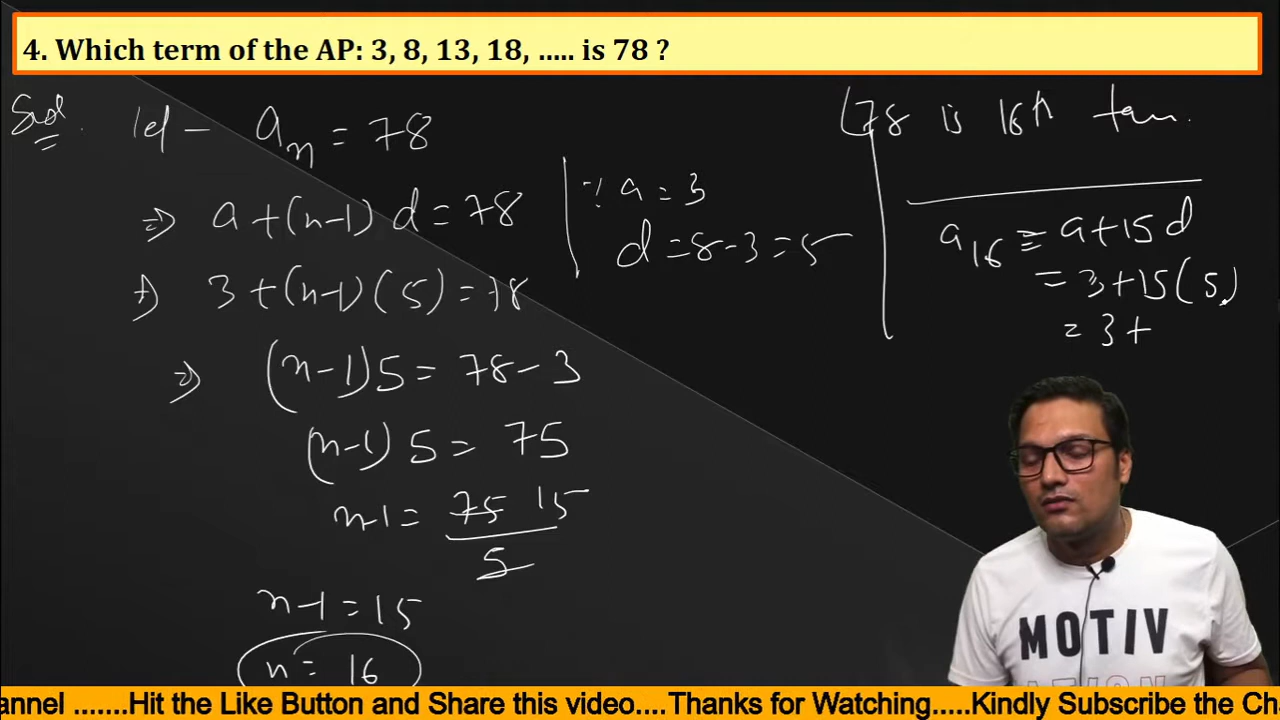 4. Which term of the AP: 3, 8, 13, 18, ..... is 78 ?
Sol. let - aₙ = 78
⇒ a + (n-1) d = 78
∵ a = 3
d = 8 - 3 = 5
⇒ 3 + (n-1) (5) = 78
⇒ (n-1) 5 = 78 - 3
(n-1) 5 = 75
n-1 = 75 15
5
n-1 = 15
n = 16
78 is 16th term.
a₁₆ = a + 15d
= 3 + 15 (5)
= 3 +
MOTIV
annel .......Hit the Like Button and Share this video....Thanks for Watching.....Kindly Subscribe the Ch